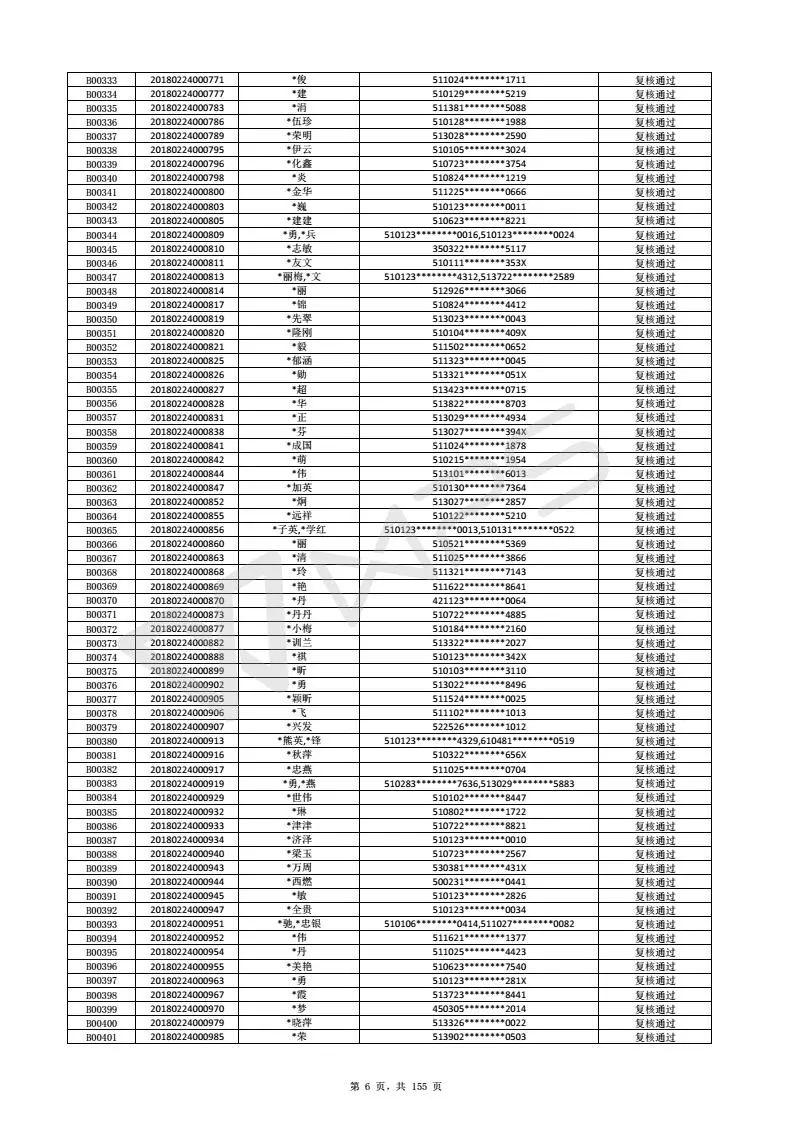 B00333 20180224000771 *俊 511024********1711 复核通过
B00334 20180224000777 *建 510129********5219 复核通过
B00335 20180224000783 *涓 511381********5088 复核通过
B00336 20180224000786 *伍珍 510128********1988 复核通过
B00337 20180224000789 *荣明 513028********2590 复核通过
B00338 20180224000795 *伊云 510105********3024 复核通过
B00339 20180224000796 *化鑫 510723********3754 复核通过
B00340 20180224000798 *炎 510824********1219 复核通过
B00341 20180224000800 *金华 511225********0666 复核通过
B00342 20180224000803 *巍 510123********0011 复核通过
B00343 20180224000805 *建建 510623********8221 复核通过
B00344 20180224000809 *勇,*兵 510123********0016,510123********0024 复核通过
B00345 20180224000810 *志敏 350322********5117 复核通过
B00346 20180224000811 *友文 510111********353X 复核通过
B00347 20180224000813 *丽梅,*文 510123********4312,513722********2589 复核通过
B00348 20180224000814 *丽 512926********3066 复核通过
B00349 20180224000817 *锦 510824********4412 复核通过
B00350 20180224000819 *先翠 513023********0043 复核通过
B00351 20180224000820 *隆刚 510104********409X 复核通过
B00352 20180224000821 *毅 511502********0652 复核通过
B00353 20180224000825 *郁涵 511323********0045 复核通过
B00354 20180224000826 *勋 513321********051X 复核通过
B00355 20180224000827 *超 513423********0715 复核通过
B00356 20180224000828 *华 513822********8703 复核通过
B00357 20180224000831 *正 513029********4934 复核通过
B00358 20180224000838 *芬 513027********394X 复核通过
B00359 20180224000841 *成国 511024********1878 复核通过
B00360 20180224000842 *萌 510215********1954 复核通过
B00361 20180224000844 *伟 513101********6013 复核通过
B00362 20180224000847 *加英 510130********7364 复核通过
B00363 20180224000852 *炯 513027********2857 复核通过
B00364 20180224000855 *远祥 510122********5210 复核通过
B00365 20180224000856 *子英,*学红 510123********0013,510131********0522 复核通过
B00366 20180224000860 *丽 510521********5369 复核通过
B00367 20180224000863 *清 511025********3866 复核通过
B00368 20180224000868 *玲 511321********7143 复核通过
B00369 20180224000869 *艳 511622********8641 复核通过
B00370 20180224000870 *丹 421123********0064 复核通过
B00371 20180224000873 *丹丹 510722********4885 复核通过
B00372 20180224000877 *小梅 510184********2160 复核通过
B00373 20180224000882 *训兰 513322********2027 复核通过
B00374 20180224000888 *祺 510123********342X 复核通过
B00375 20180224000899 *昕 510103********3110 复核通过
B00376 20180224000902 *勇 513022********8496 复核通过
B00377 20180224000905 *颖昕 511524********0025 复核通过
B00378 20180224000906 *飞 511102********1013 复核通过
B00379 20180224000907 *兴发 522526********1012 复核通过
B00380 20180224000913 *熊英,*锋 510123********4329,610481********0519 复核通过
B00381 20180224000916 *秋萍 510322********656X 复核通过
B00382 20180224000917 *忠燕 511025********0704 复核通过
B00383 20180224000919 *勇,*燕 510283********7636,513029********5883 复核通过
B00384 20180224000929 *世伟 510102********8447 复核通过
B00385 20180224000932 *琳 510802********1722 复核通过
B00386 20180224000933 *津津 510722********8821 复核通过
B00387 20180224000934 *济泽 510123********0010 复核通过
B00388 20180224000940 *梁玉 510723********2567 复核通过
B00389 20180224000943 *万周 530381********431X 复核通过
B00390 20180224000944 *西燃 500231********0441 复核通过
B00391 20180224000945 *敏 510123********2826 复核通过
B00392 20180224000947 *全贵 510123********0034 复核通过
B00393 20180224000951 *驰,*忠银 510106********0414,511027********0082 复核通过
B00394 20180224000952 *伟 511621********1377 复核通过
B00395 20180224000954 *丹 511025********4423 复核通过
B00396 20180224000955 *美艳 510623********7540 复核通过
B00397 20180224000963 *勇 510123********281X 复核通过
B00398 20180224000967 *霞 513723********8441 复核通过
B00399 20180224000970 *梦 450305********2014 复核通过
B00400 20180224000979 *晓萍 513326********0022 复核通过
B00401 20180224000985 *荣 513902********0503 复核通过
WPS
第 6 页，共 155 页